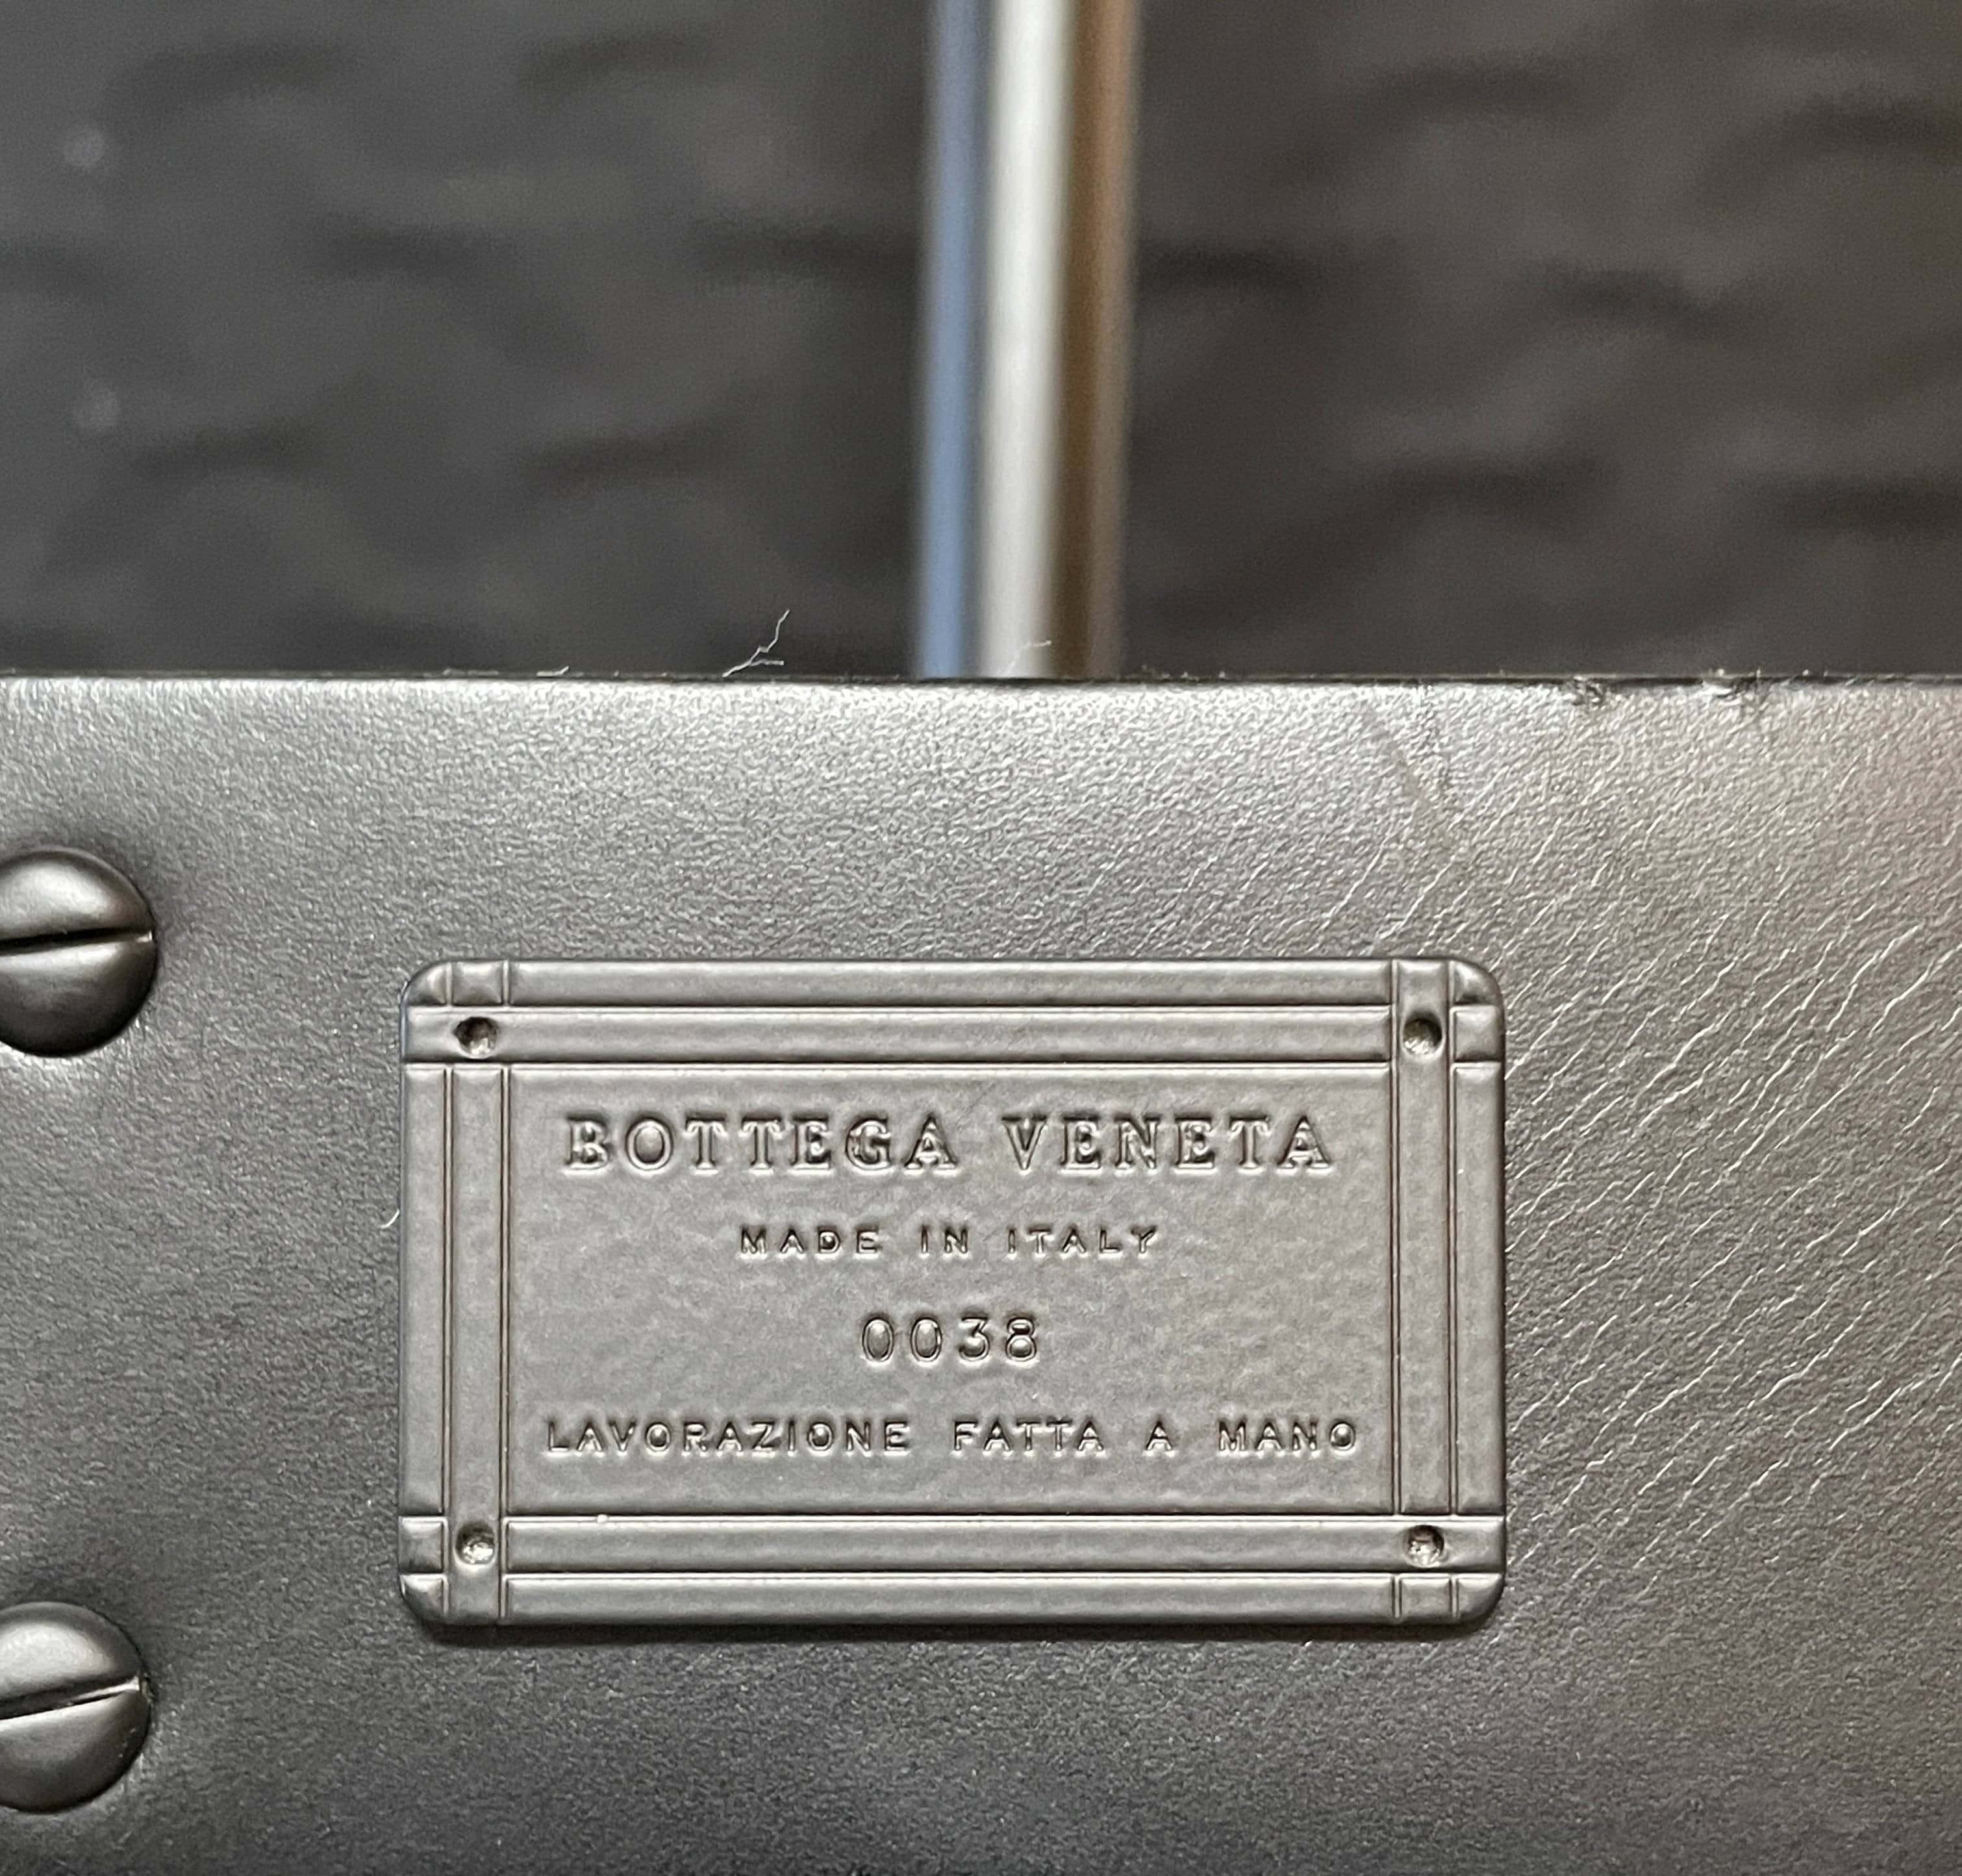 BOTTEGA VENETA
MADE IN ITALY
0038
LAVORAZIONE FATTA A MANO